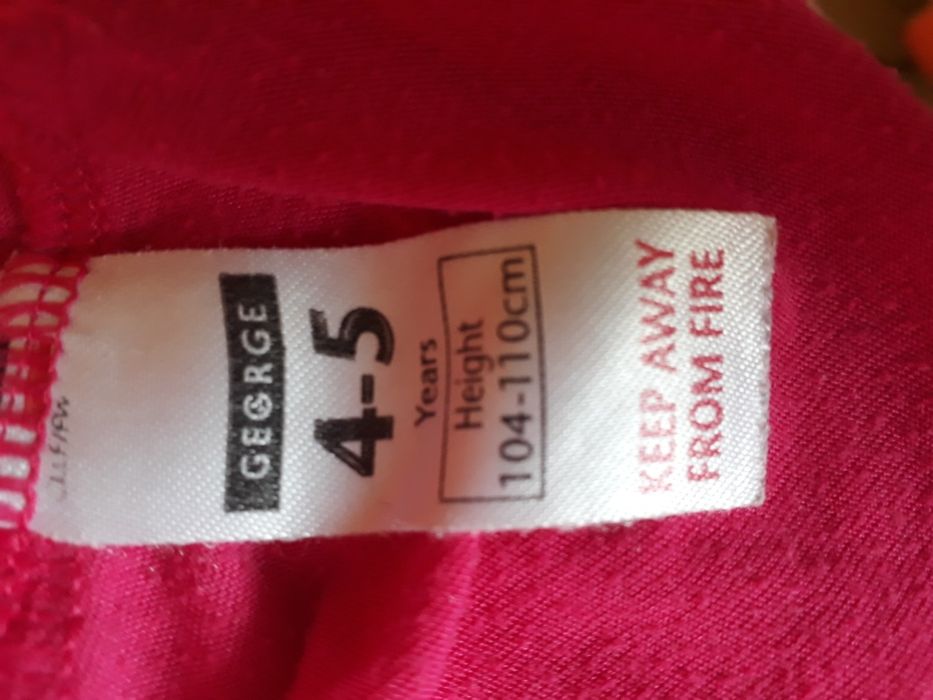 GEORGE
4-5
Years
Height
104-110cm
KEEP AWAY
FROM FIRE